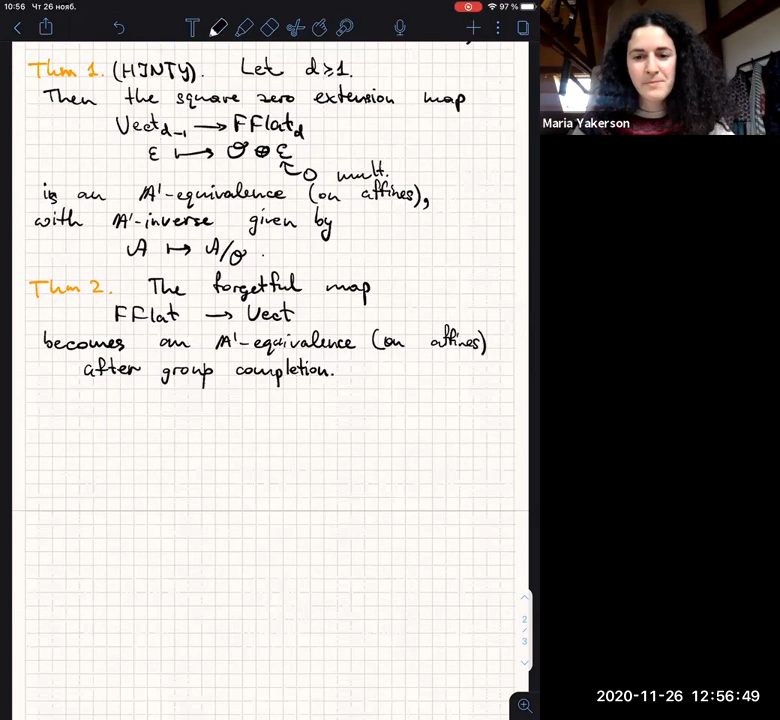 10:56 Чт 26 нояб.
97 %
Thm 1. (HJNTY). Let d ≥ 1.
Then the square zero extension map
Vect_{d-1} → FFlat_d
ℰ ↦ 𝒪 ⊕ ℰ
0 mult.
is an A¹-equivalence (on affines),
with A¹-inverse given by
𝒜 ↦ 𝒜/𝒪 .
Thm 2. The forgetful map
FFlat → Vect
becomes an A¹-equivalence (on affines)
after group completion.
2
/
3
Maria Yakerson
2020-11-26 12:56:49